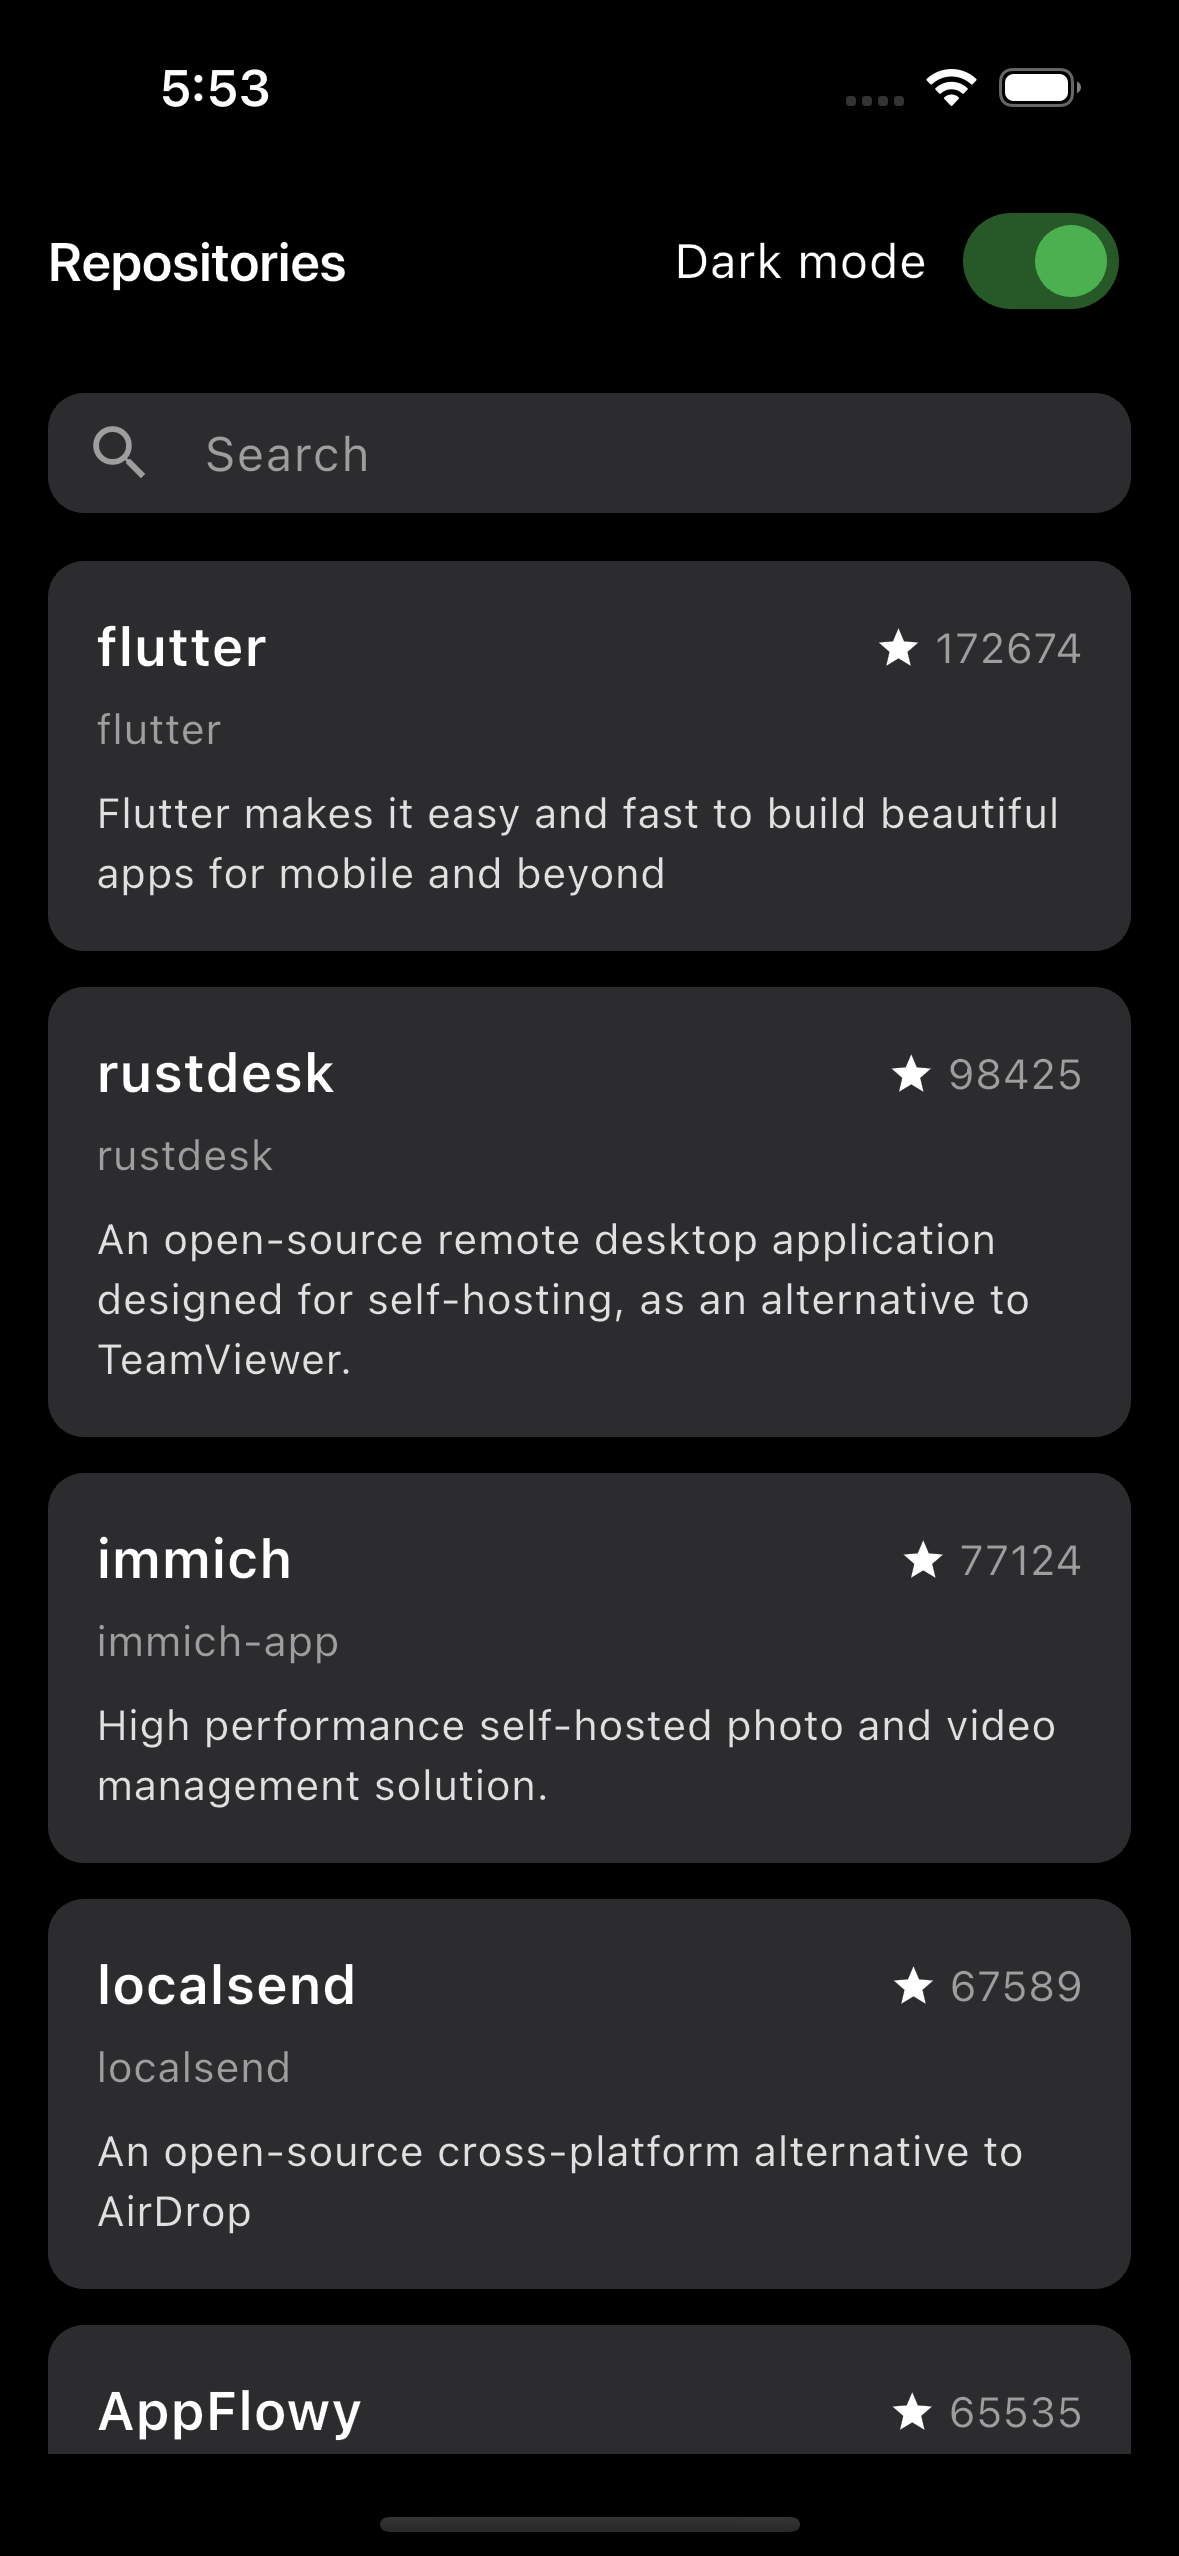 5:53
Repositories
Dark mode
Search
flutter
172674
flutter
Flutter makes it easy and fast to build beautiful
apps for mobile and beyond
rustdesk
98425
rustdesk
An open-source remote desktop application
designed for self-hosting, as an alternative to
TeamViewer.
immich
77124
immich-app
High performance self-hosted photo and video
management solution.
localsend
67589
localsend
An open-source cross-platform alternative to
AirDrop
AppFlowy
65535